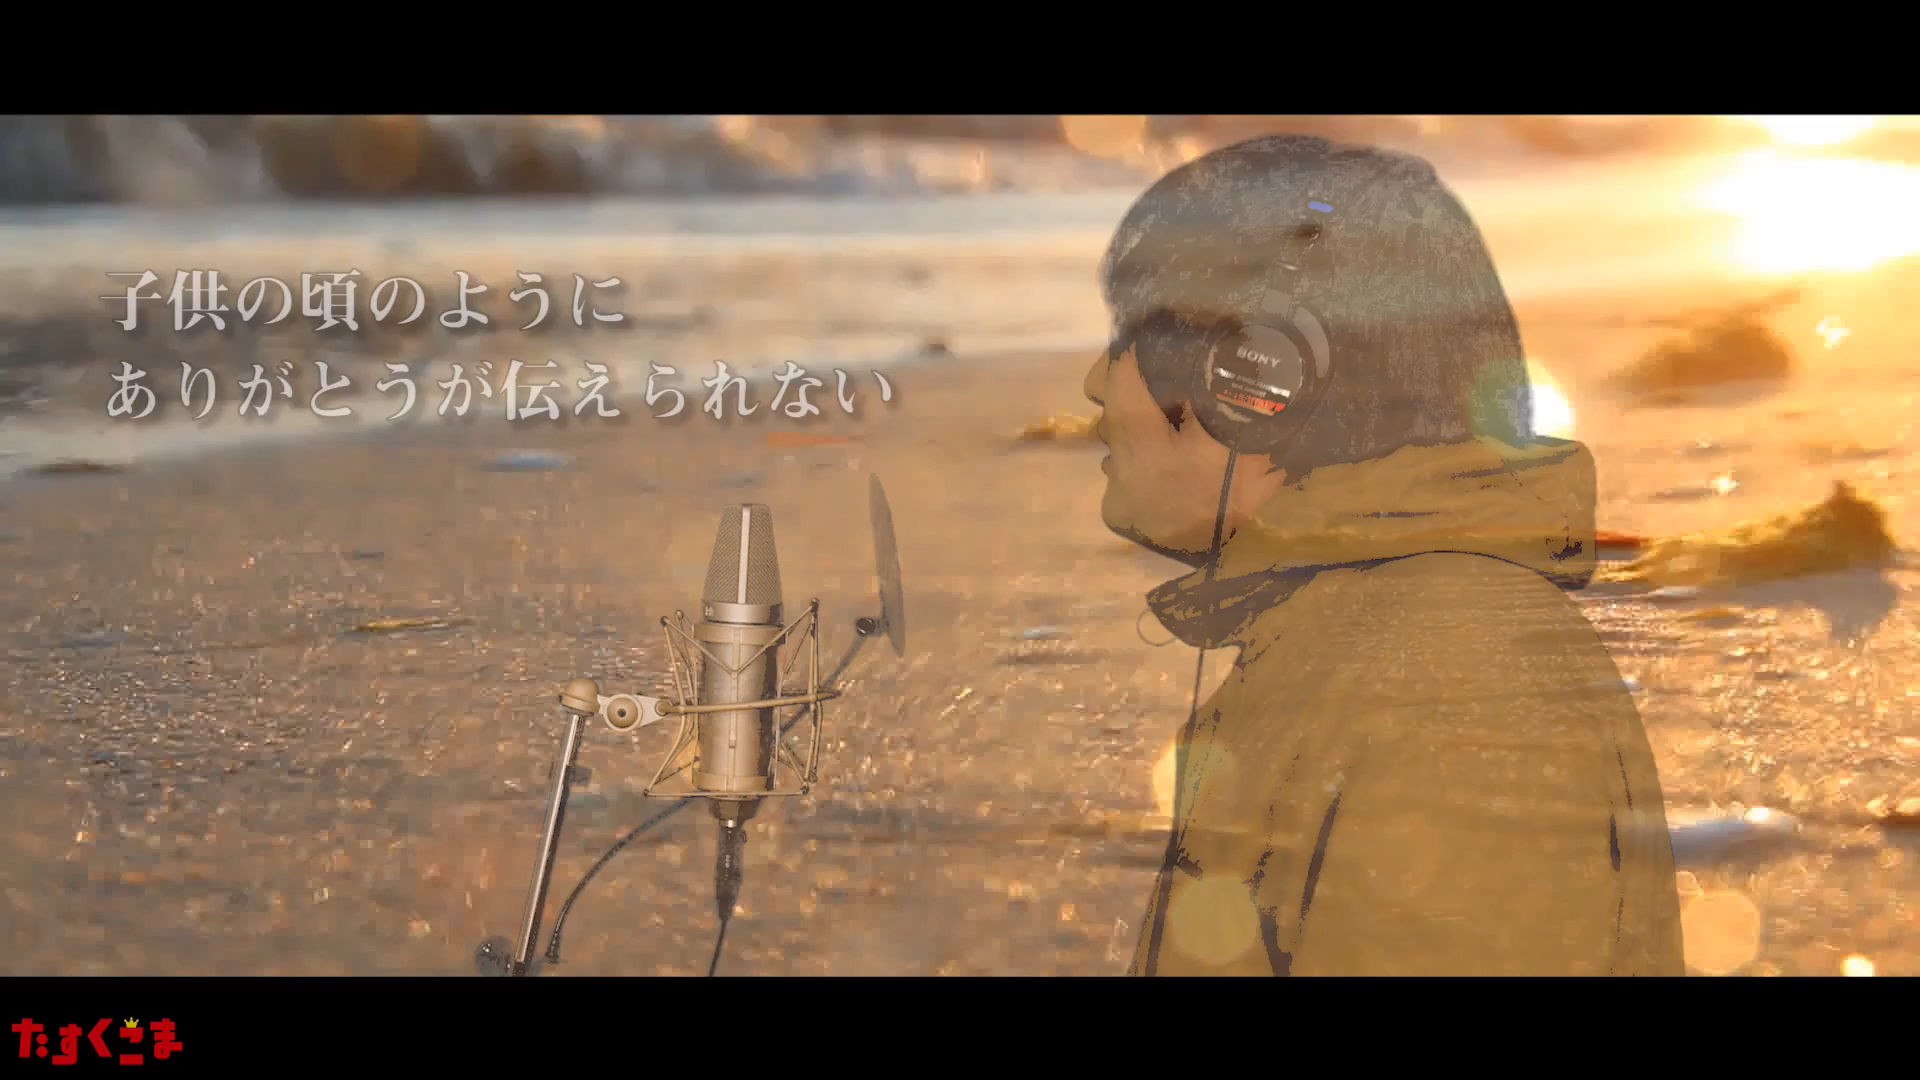 子供の頃のように
ありがとうが伝えられない
SONY
たすくこま